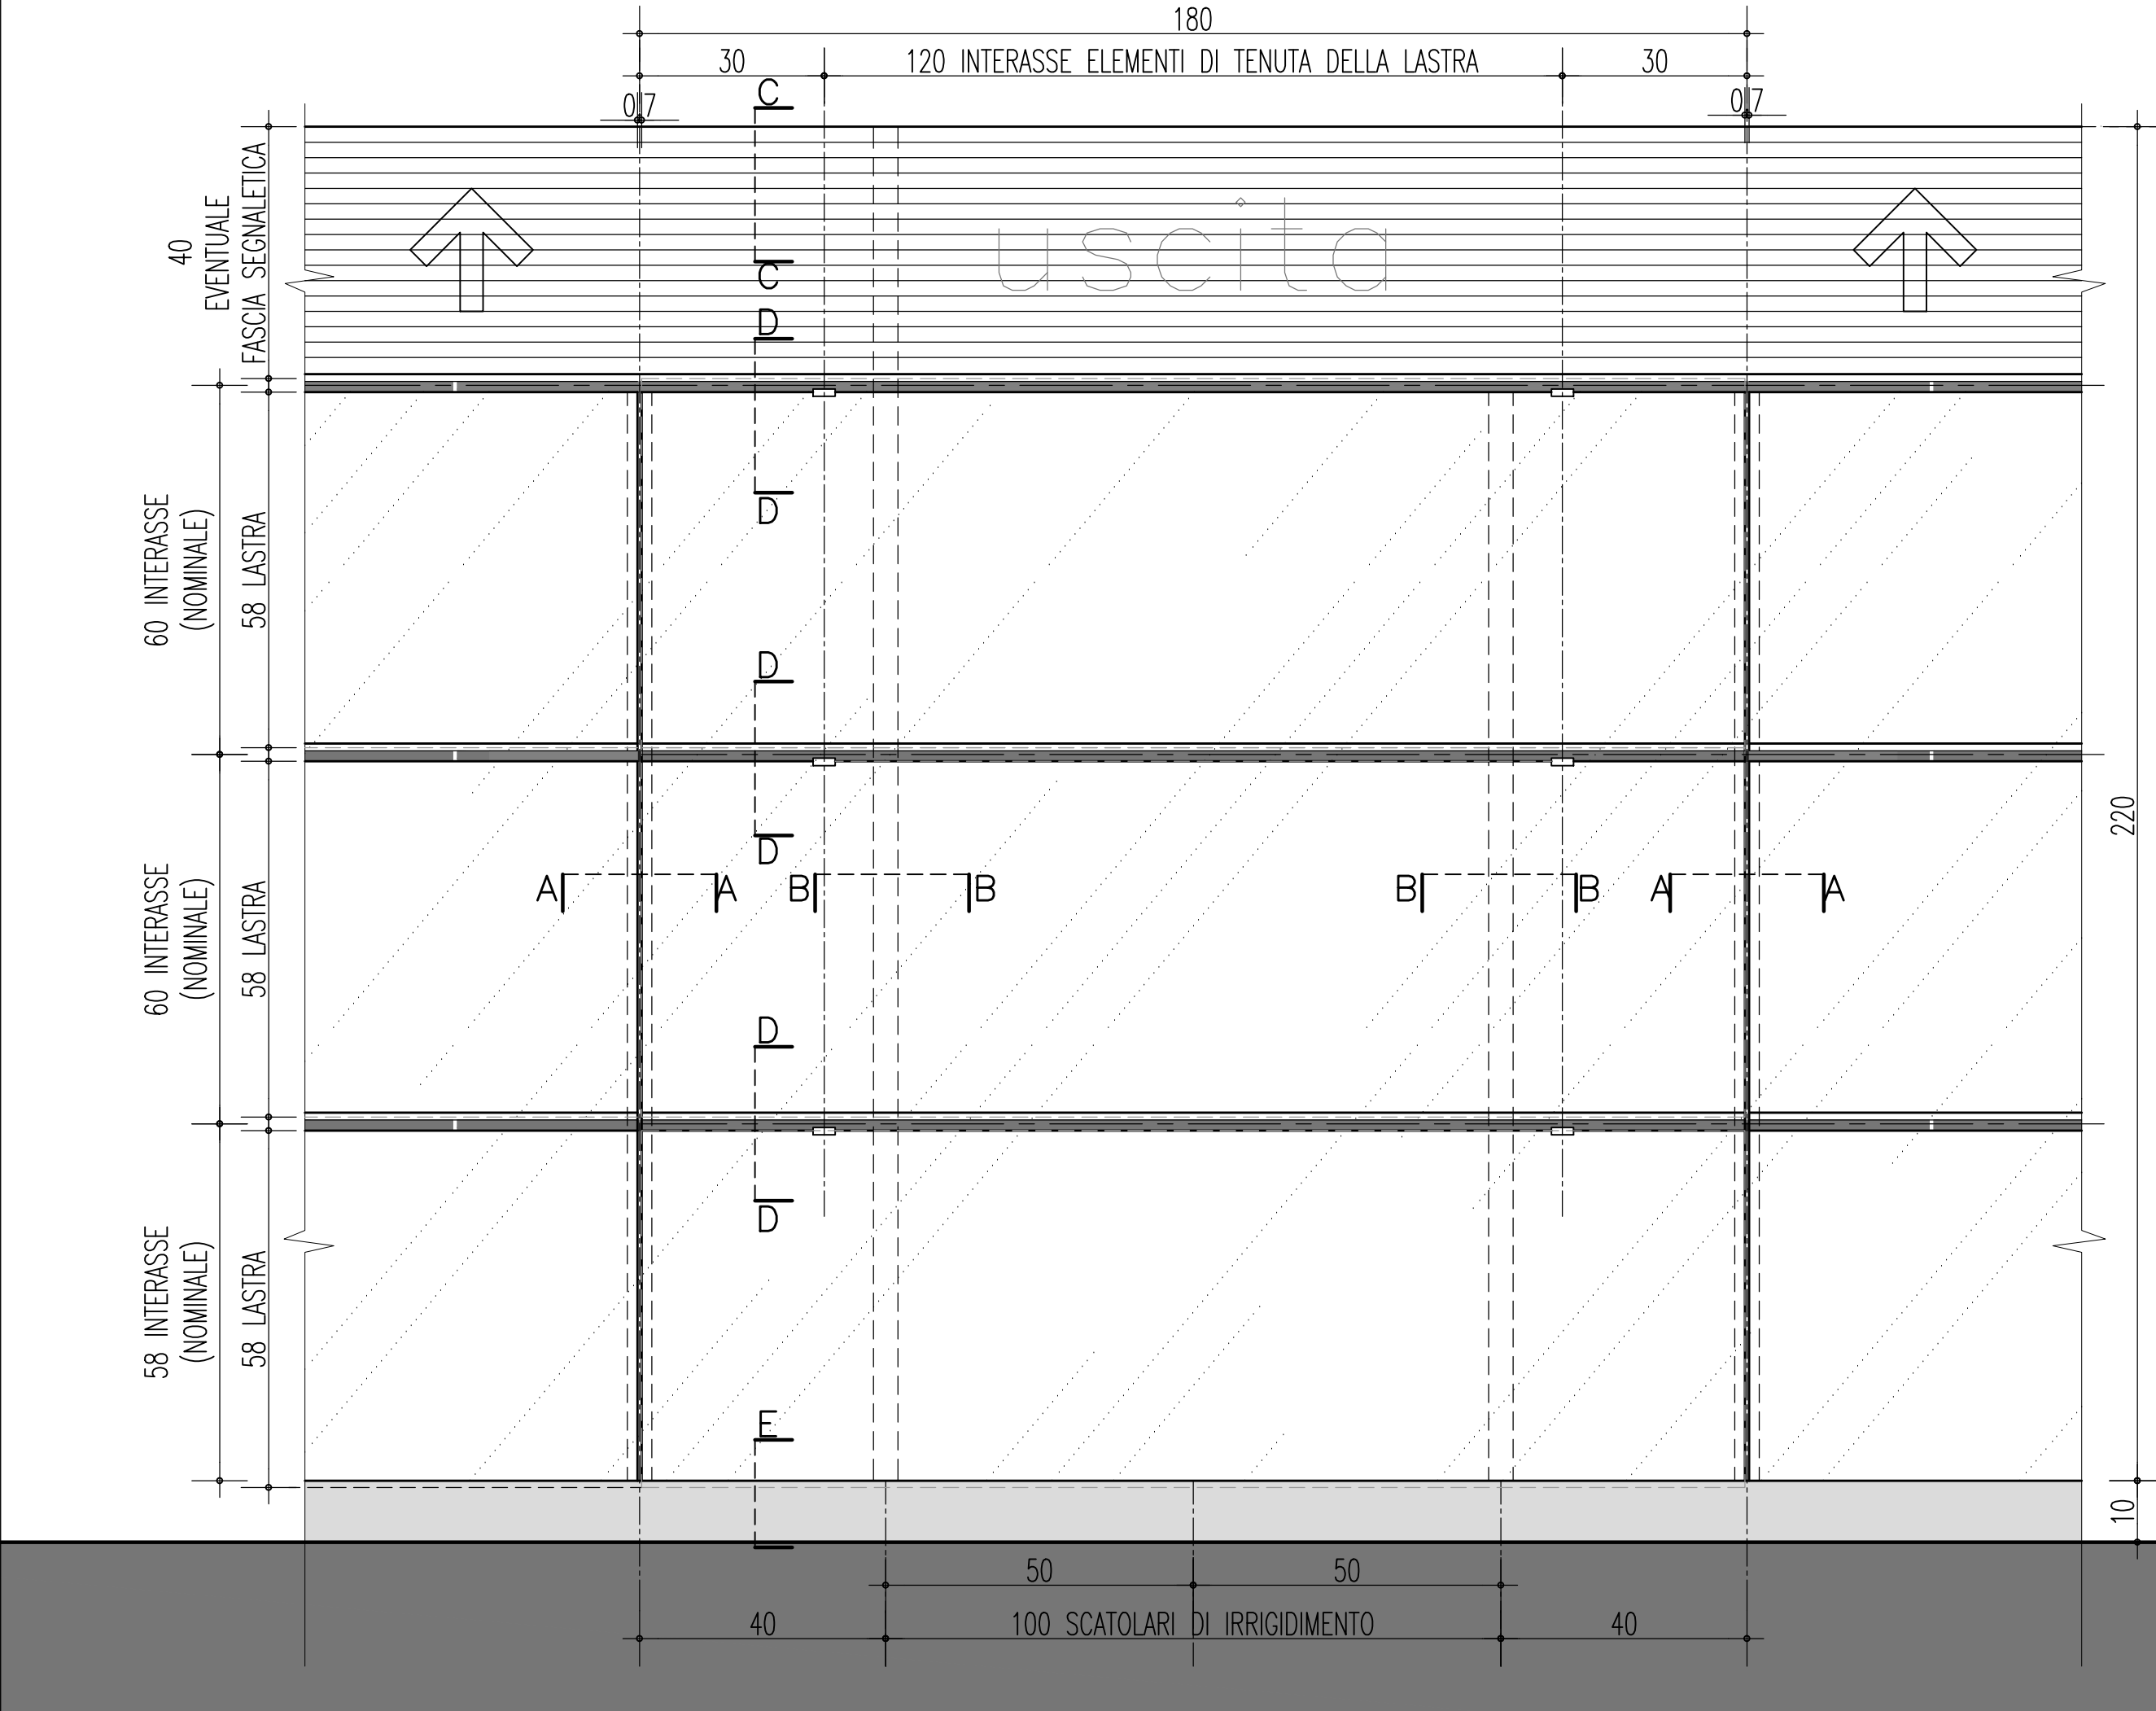 180
30
120 INTERASSE ELEMENTI DI TENUTA DELLA LASTRA
30
0,7
0,7
C
40
EVENTUALE
FASCIA SEGNALETICA
uscita
C
D
60 INTERASSE
(NOMINALE)
58 LASTRA
D
D
D
60 INTERASSE
(NOMINALE)
58 LASTRA
220
A
A
B
B
B
B
A
A
D
D
58 INTERASSE
(NOMINALE)
58 LASTRA
E
10
50
50
40
100 SCATOLARI DI IRRIGIDIMENTO
40